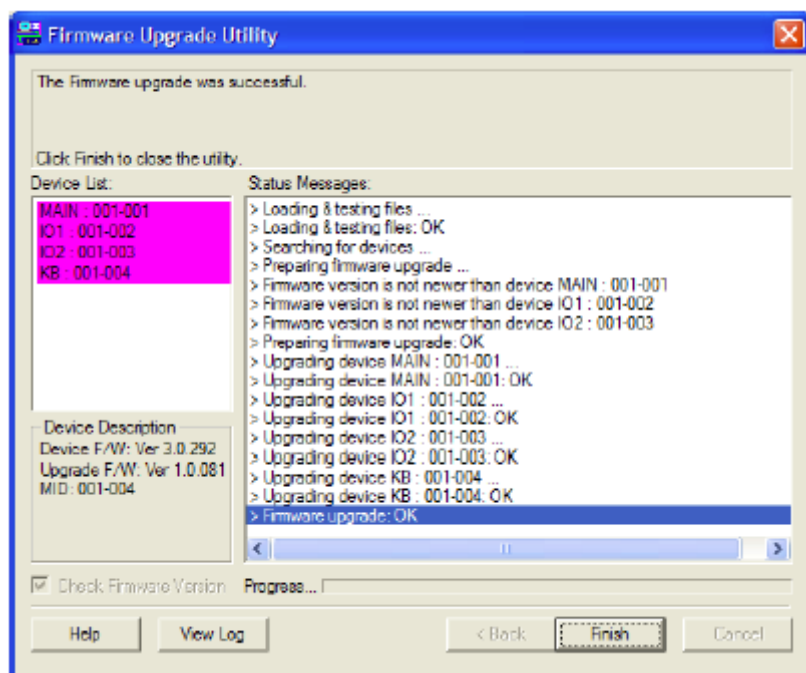 Firmware Upgrade Utility
The Firmware upgrade was successful.
Click Finish to close the utility.
Device List:
MAIN : 001-001
IO1 : 001-002
IO2 : 001-003
KB : 001-004
Status Messages:
> Loading & testing files ...
> Loading & testing files: OK
> Searching for devices ...
> Preparing firmware upgrade ...
> Firmware version is not newer than device MAIN : 001-001
> Firmware version is not newer than device IO1 : 001-002
> Firmware version is not newer than device IO2 : 001-003
> Preparing firmware upgrade: OK
> Upgrading device MAIN : 001-001 ...
> Upgrading device MAIN : 001-001: OK
> Upgrading device IO1 : 001-002 ...
> Upgrading device IO1 : 001-002: OK
> Upgrading device IO2 : 001-003 ...
> Upgrading device IO2 : 001-003: OK
> Upgrading device KB : 001-004 ...
> Upgrading device KB : 001-004: OK
> Firmware upgrade: OK
Device Description
Device F/W: Ver 3.0.292
Upgrade F/W: Ver 1.0.081
MID: 001-004
Check Firmware Version
Progress...
Help
View Log
< Back
Finish
Cancel